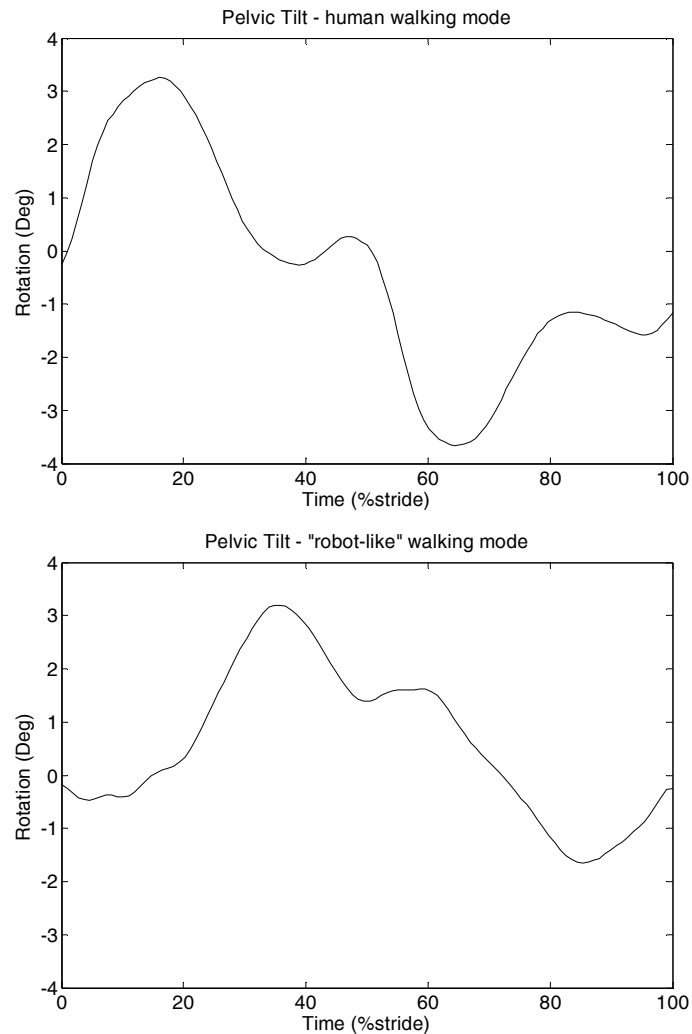 Pelvic Tilt - human walking mode
4
3
2
1
0
-1
-2
-3
-4
Rotation (Deg)
0 20 40 60 80 100
Time (%stride)
Pelvic Tilt - "robot-like" walking mode
4
3
2
1
0
-1
-2
-3
-4
Rotation (Deg)
0 20 40 60 80 100
Time (%stride)